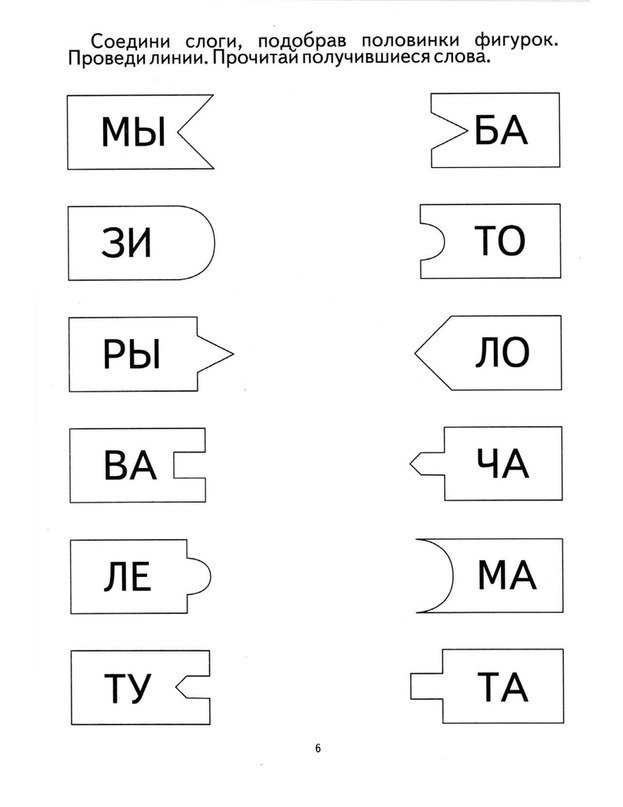 Соедини слоги, подобрав половинки фигурок.
Проведи линии. Прочитай получившиеся слова.
МЫ БА
ЗИ ТО
РЫ ЛО
ВА ЧА
ЛЕ МА
ТУ ТА
6